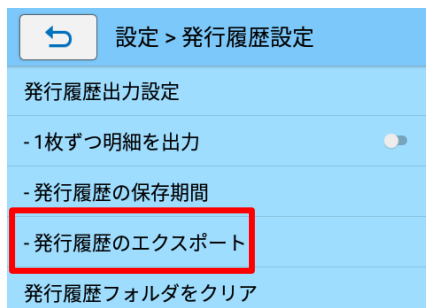 設定 > 発行履歴設定
発行履歴出力設定
- 1枚ずつ明細を出力
- 発行履歴の保存期間
- 発行履歴のエクスポート
発行履歴フォルダをクリア